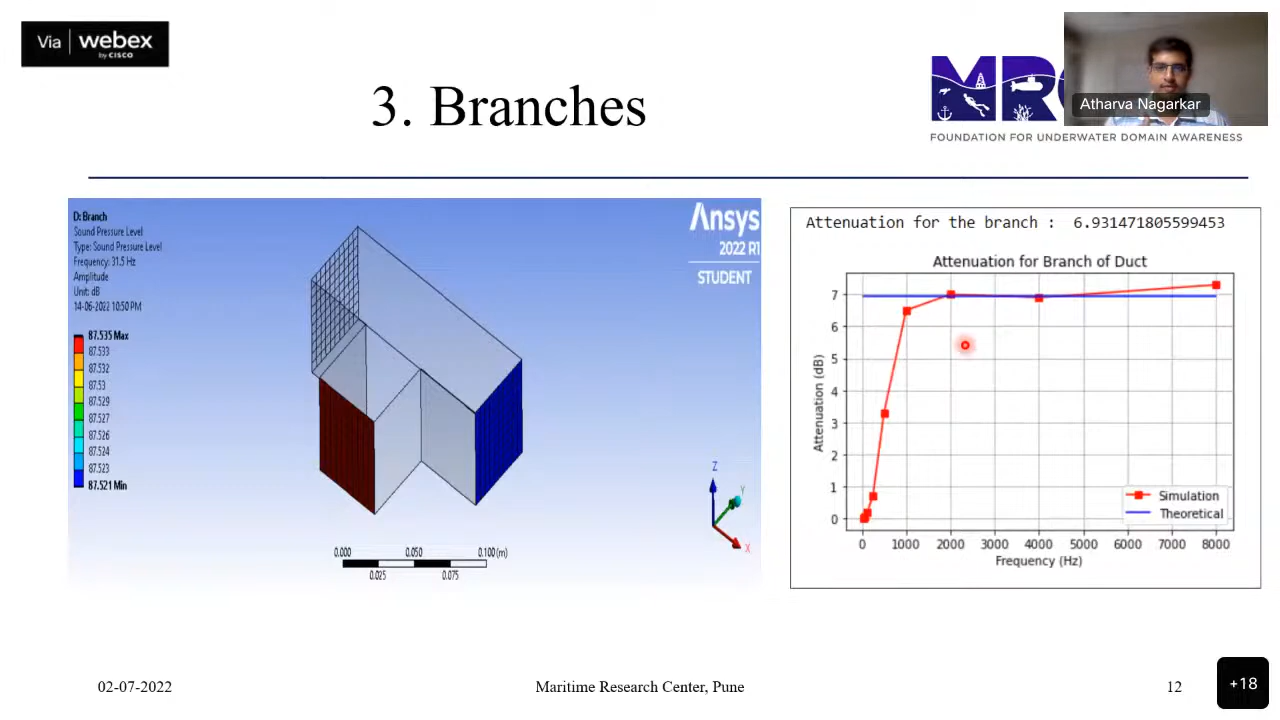 Via webex
by CISCO
3. Branches
MRC
Atharva Nagarkar
FOUNDATION FOR UNDERWATER DOMAIN AWARENESS
D: Branch
Sound Pressure Level
Type: Sound Pressure Level
Frequency: 31.5 Hz
Amplitude
Unit: dB
14-06-2022 10:50 PM
87.535 Max
87.533
87.532
87.53
87.529
87.527
87.526
87.524
87.523
87.521 Min
Ansys
2022 R1
STUDENT
Z
Y
X
0.000 0.050 0.100 (m)
0.025 0.075
Attenuation for the branch : 6.931471805599453
Attenuation for Branch of Duct
Attenuation (dB)
7
6
5
4
3
2
1
0
Simulation
Theoretical
0 1000 2000 3000 4000 5000 6000 7000 8000
Frequency (Hz)
02-07-2022 Maritime Research Center, Pune 12
+18